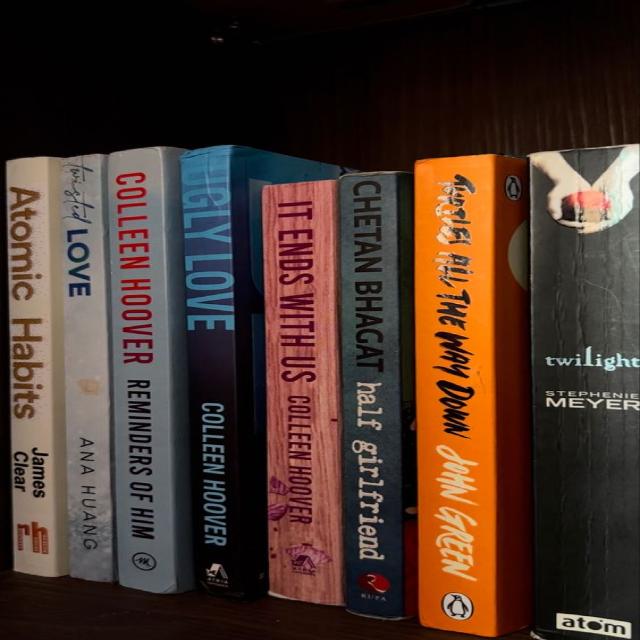 Atomic Habits
James
Clear
twisted
LOVE
ANA HUANG
COLLEEN HOOVER
REMINDERS OF HIM
UGLY LOVE
COLLEEN HOOVER
IT ENDS WITH US
COLLEEN HOOVER
CHETAN BHAGAT
half girlfriend
RUPA
TURTLES ALL THE WAY DOWN
JOHN GREEN
twilight
STEPHENIE
MEYER
atom